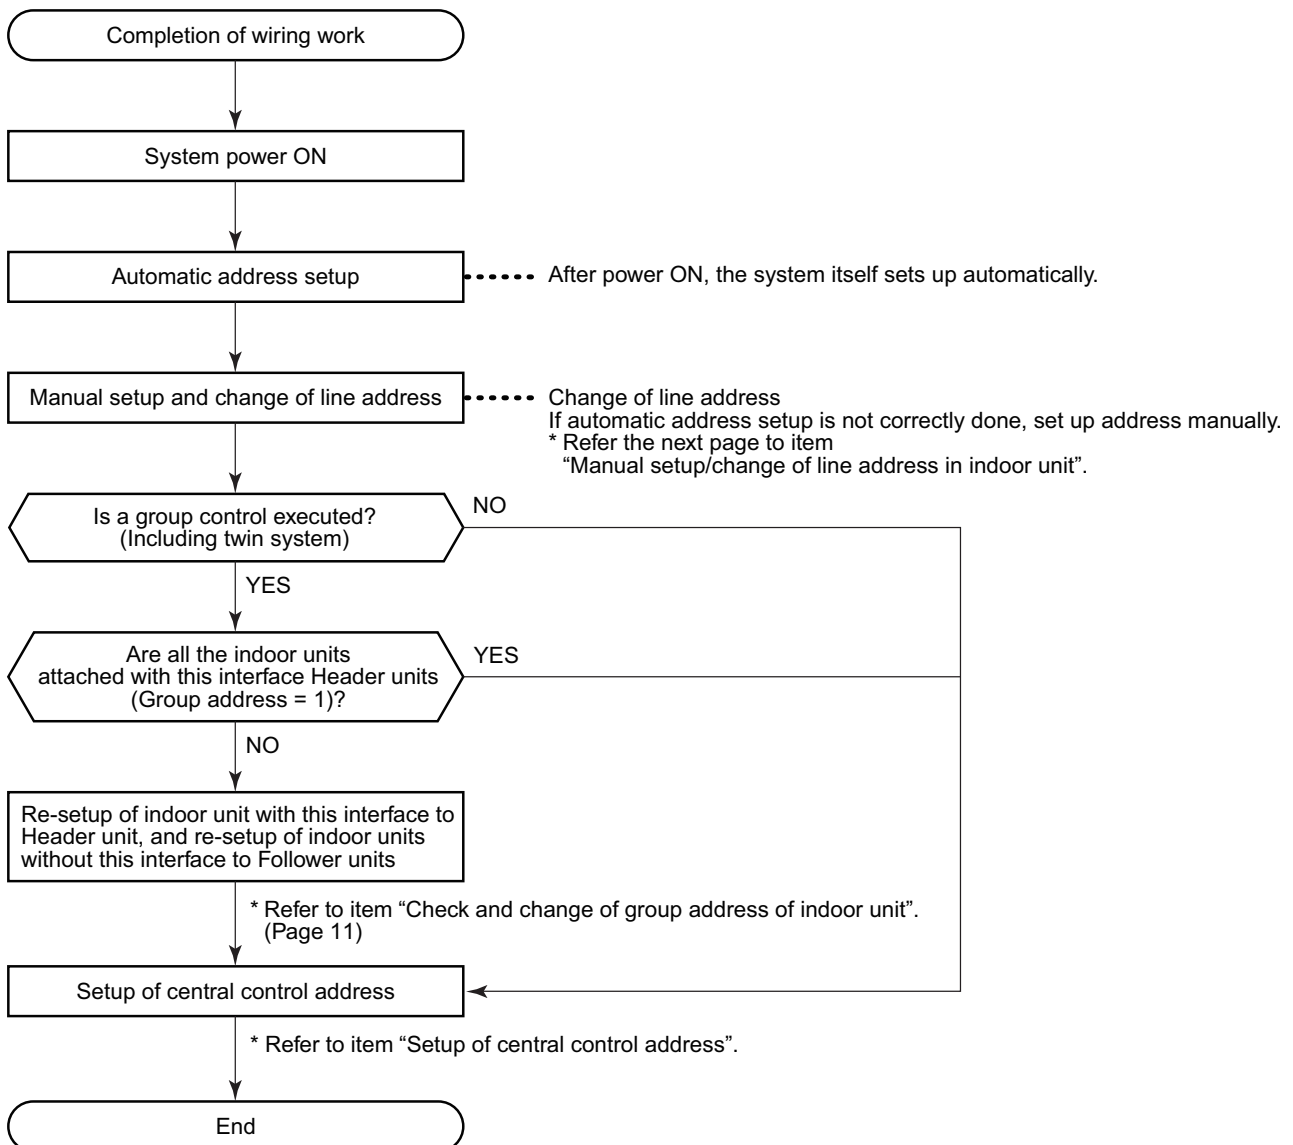 Completion of wiring work
System power ON
Automatic address setup
After power ON, the system itself sets up automatically.
Manual setup and change of line address
Change of line address
If automatic address setup is not correctly done, set up address manually.
* Refer the next page to item
“Manual setup/change of line address in indoor unit”.
Is a group control executed?
(Including twin system)
NO
YES
Are all the indoor units
attached with this interface Header units
(Group address = 1)?
YES
NO
Re-setup of indoor unit with this interface to
Header unit, and re-setup of indoor units
without this interface to Follower units
* Refer to item “Check and change of group address of indoor unit”.
(Page 11)
Setup of central control address
* Refer to item “Setup of central control address”.
End